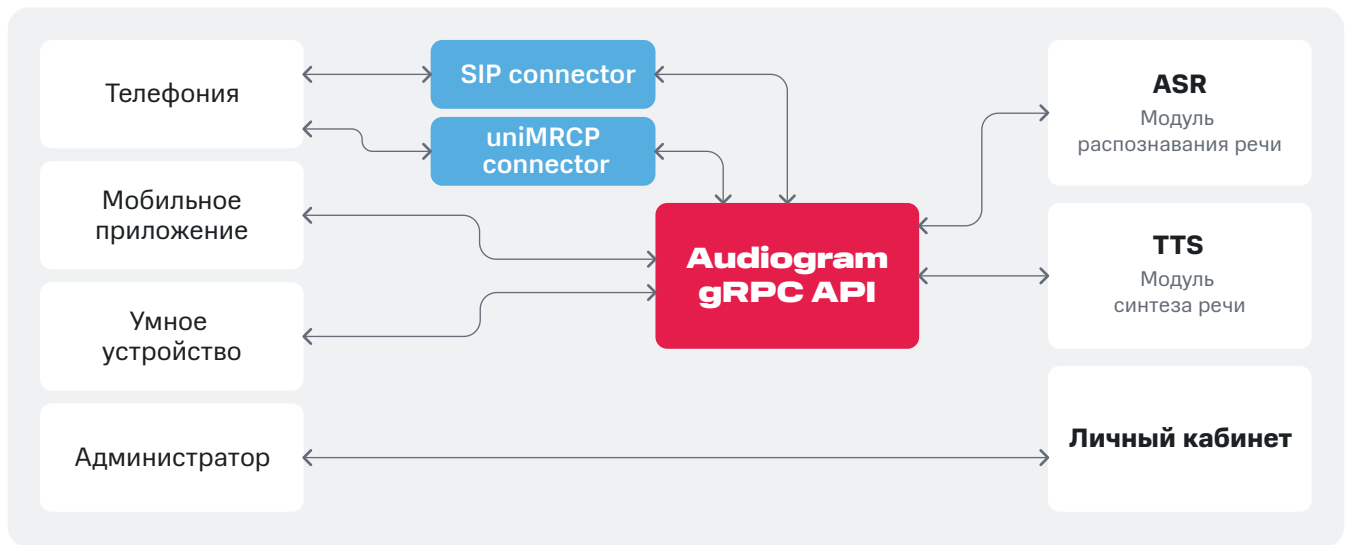 Телефония
SIP connector
uniMRCP
connector
Мобильное
приложение
Умное
устройство
Администратор
Audiogram
gRPC API
ASR
Модуль
распознавания речи
TTS
Модуль
синтеза речи
Личный кабинет